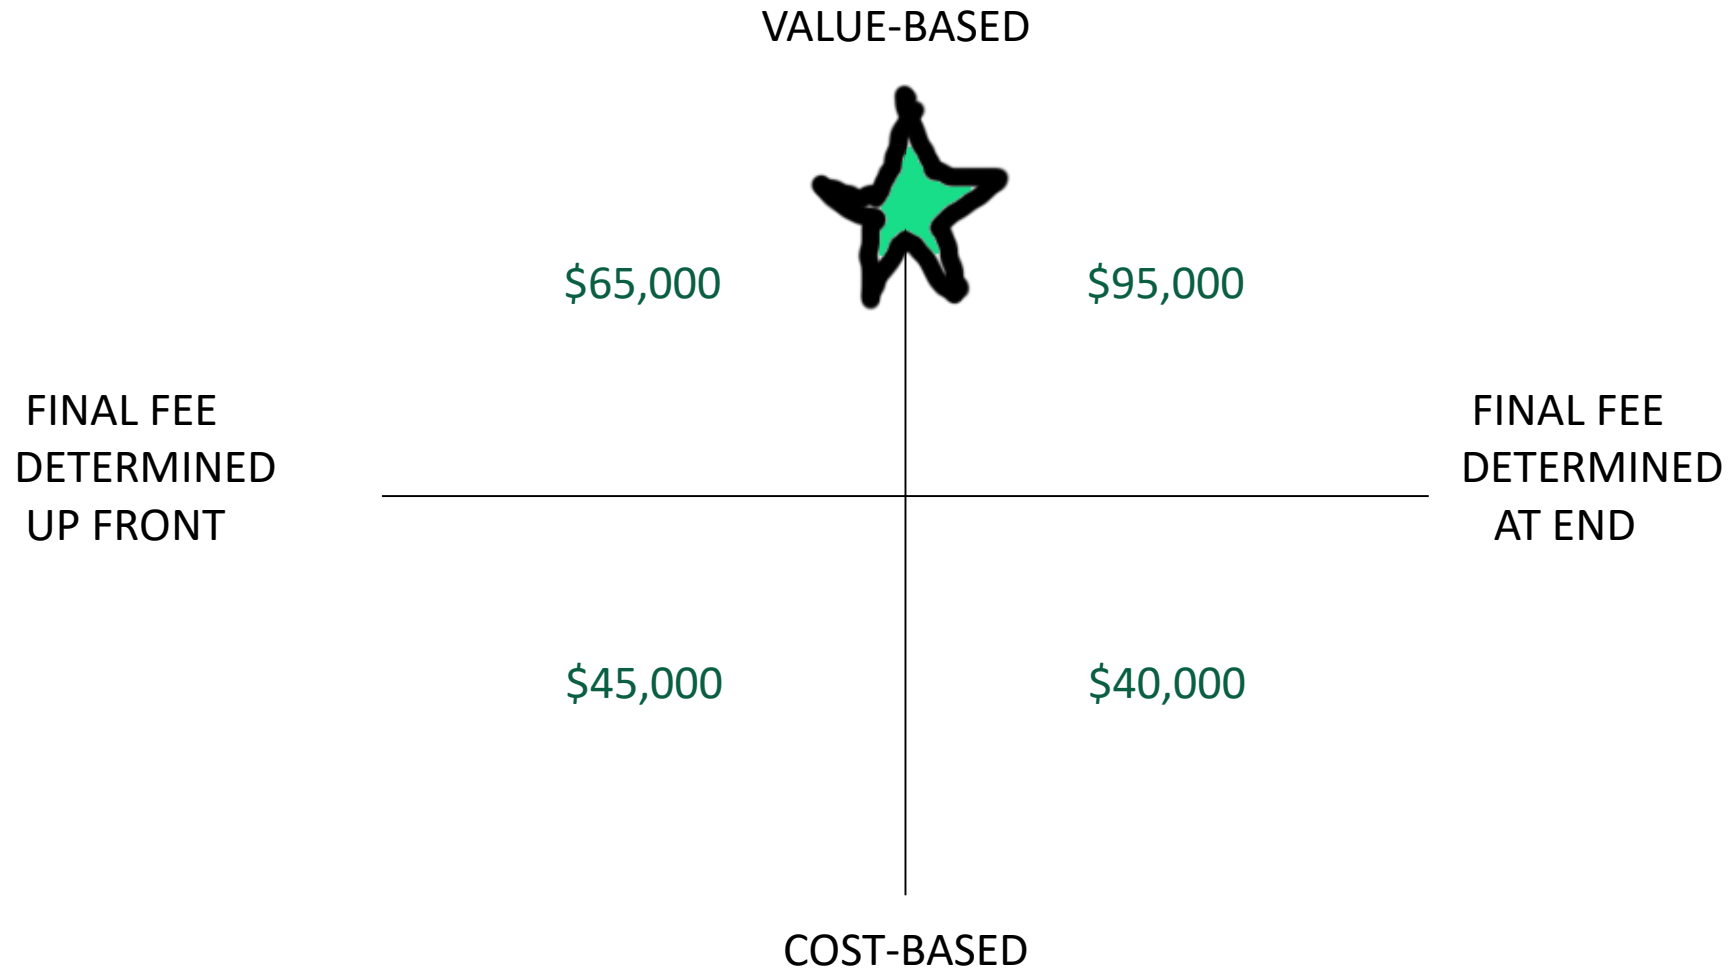 VALUE-BASED
$65,000
$95,000
FINAL FEE
DETERMINED
UP FRONT
FINAL FEE
DETERMINED
AT END
$45,000
$40,000
COST-BASED